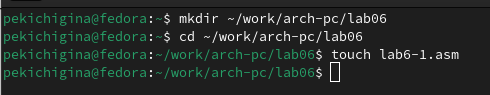 pekichigina@fedora:~$ mkdir ~/work/arch-pc/lab06
pekichigina@fedora:~$ cd ~/work/arch-pc/lab06
pekichigina@fedora:~/work/arch-pc/lab06$ touch lab6-1.asm
pekichigina@fedora:~/work/arch-pc/lab06$